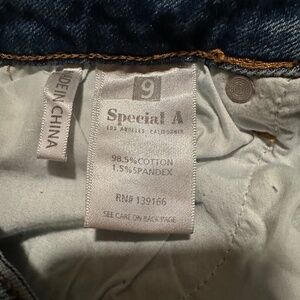 9
Special A
LOS ANGELES, CALIFORNIA
98.5%COTTON
1.5%SPANDEX
RN# 139166
SEE CARE ON BACK PAGE
MADE IN CHINA